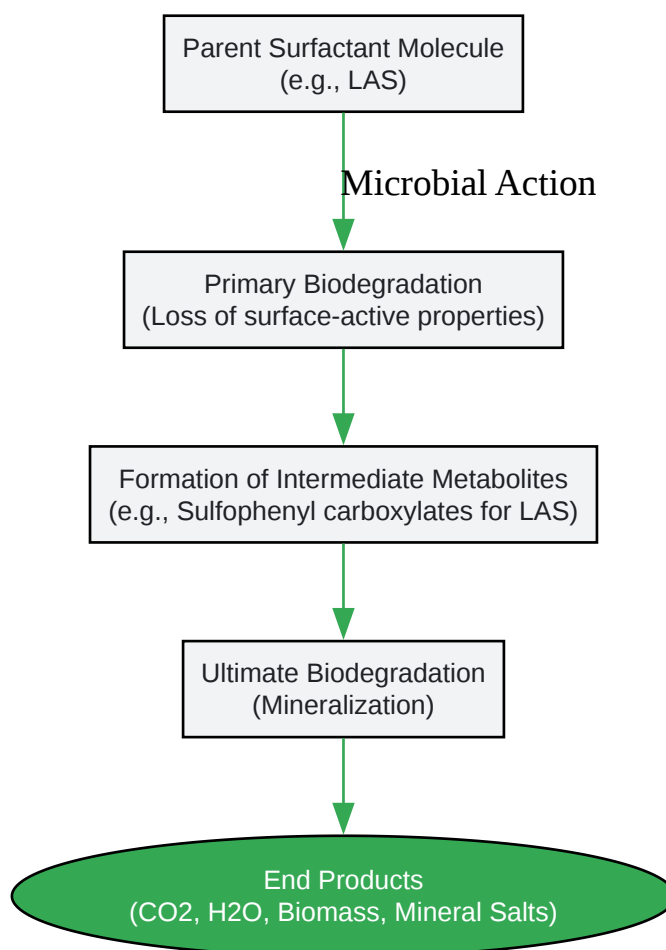 Parent Surfactant Molecule
(e.g., LAS)
Microbial Action
Primary Biodegradation
(Loss of surface-active properties)
Formation of Intermediate Metabolites
(e.g., Sulfophenyl carboxylates for LAS)
Ultimate Biodegradation
(Mineralization)
End Products
(CO2, H2O, Biomass, Mineral Salts)